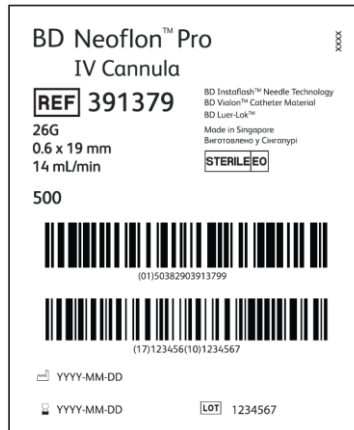 BD Neoflon™ Pro
IV Cannula
XXXX
REF 391379
26G
0.6 x 19 mm
14 mL/min
500
BD Instaflash™ Needle Technology
BD Vialon™ Catheter Material
BD Luer-Lok™
Made in Singapore
Виготовлено у Сінгапурі
STERILE EO
(01)50382903913799
(17)123456(10)1234567
YYYY-MM-DD
YYYY-MM-DD
LOT 1234567